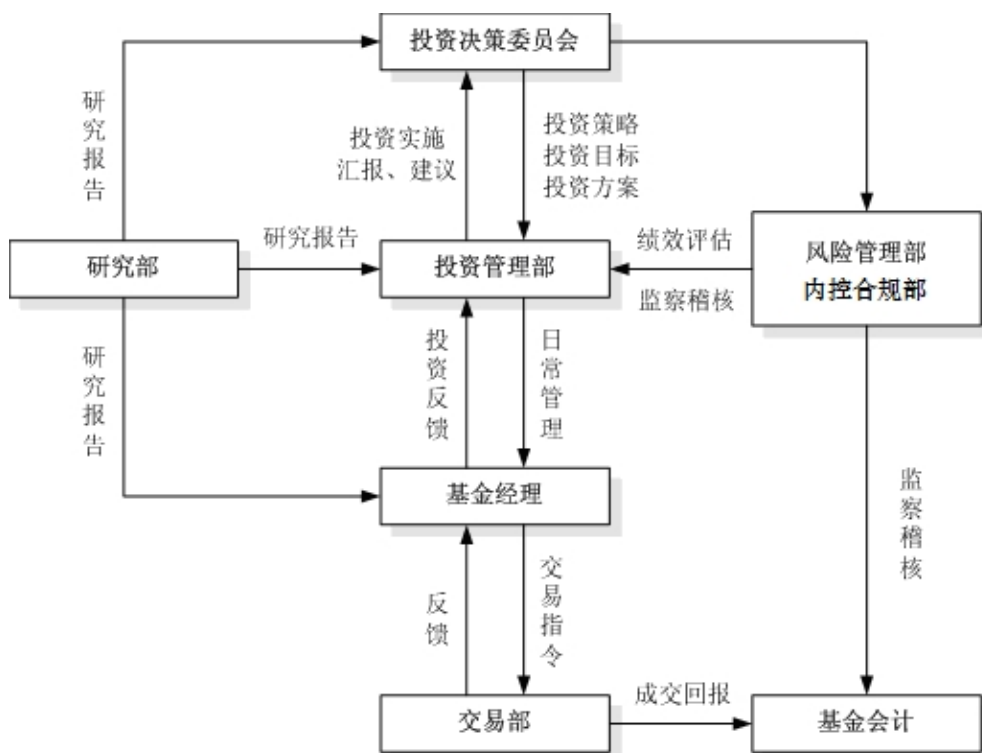 投资决策委员会
研究报告
投资实施
汇报、建议
投资策略
投资目标
投资方案
研究部
研究报告
投资管理部
绩效评估
监察稽核
风险管理部
内控合规部
研究报告
投资反馈
日常管理
基金经理
监察稽核
反馈
交易指令
交易部
成交回报
基金会计